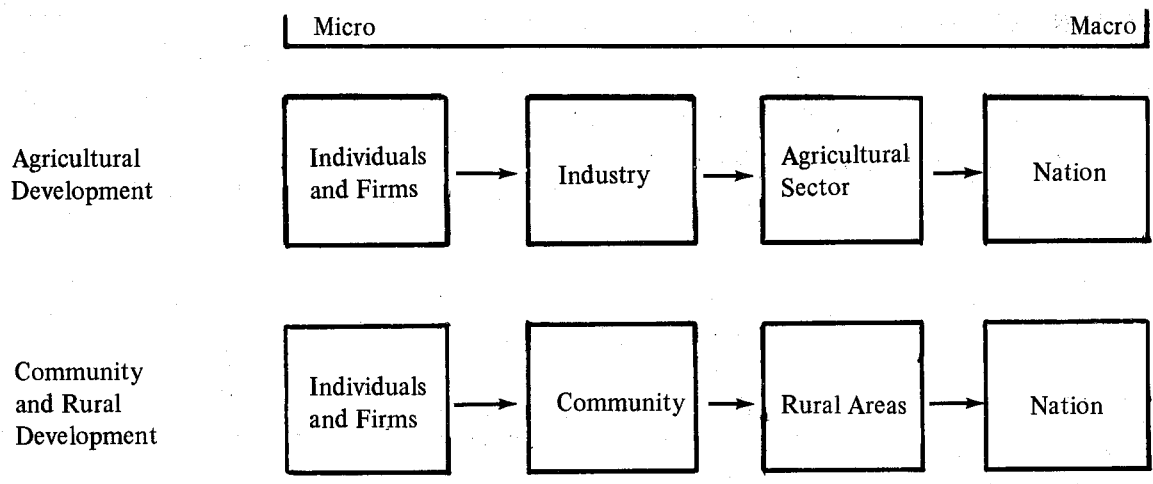 Micro
Macro
Agricultural
Development
Individuals
and Firms
Industry
Agricultural
Sector
Nation
Community
and Rural
Development
Individuals
and Firms
Community
Rural Areas
Nation